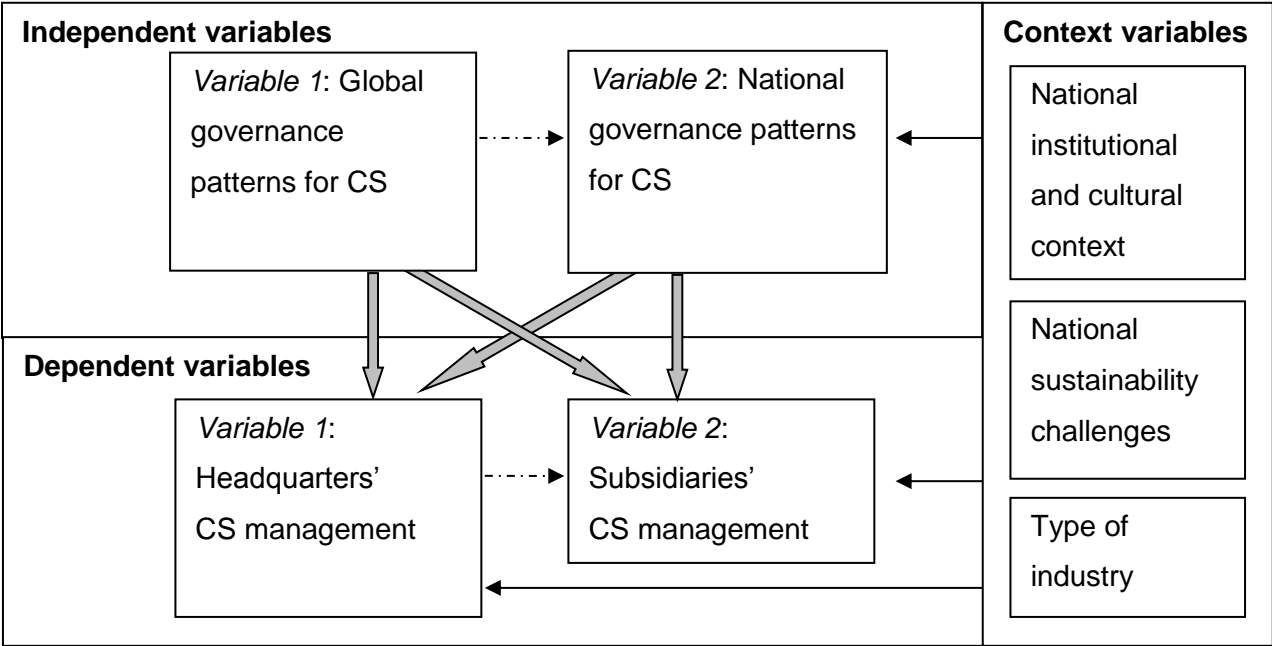 Independent variables
Variable 1: Global
governance
patterns for CS
Variable 2: National
governance patterns
for CS
Dependent variables
Variable 1:
Headquarters’
CS management
Variable 2:
Subsidiaries’
CS management
Context variables
National
institutional
and cultural
context
National
sustainability
challenges
Type of
industry